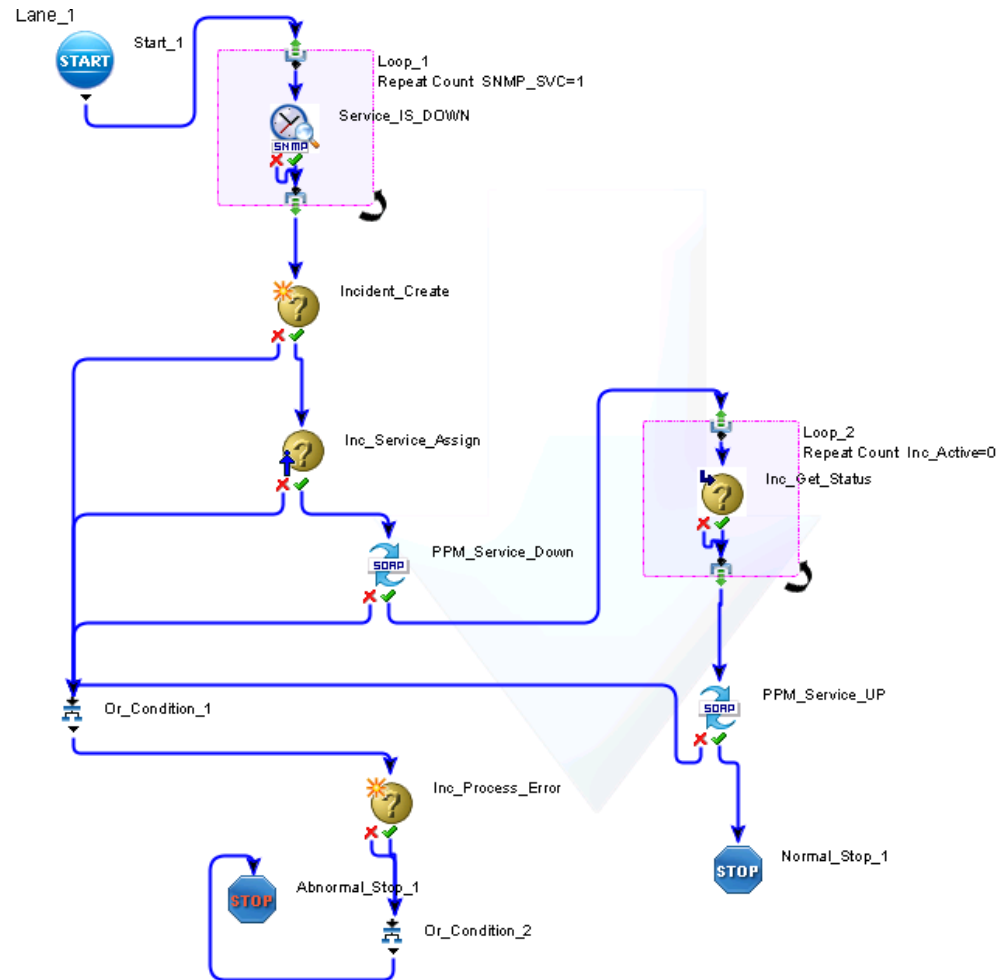 Lane_1
START
Start_1
Loop_1
Repeat Count SNMP_SVC=1
Service_IS_DOWN
SNMP
Incident_Create
Inc_Service_Assign
Loop_2
Repeat Count Inc_Active=0
Inc_Get_Status
PPM_Service_Down
SOAP
PPM_Service_UP
SOAP
Or_Condition_1
Inc_Process_Error
Normal_Stop_1
STOP
Abnormal_Stop_1
STOP
Or_Condition_2